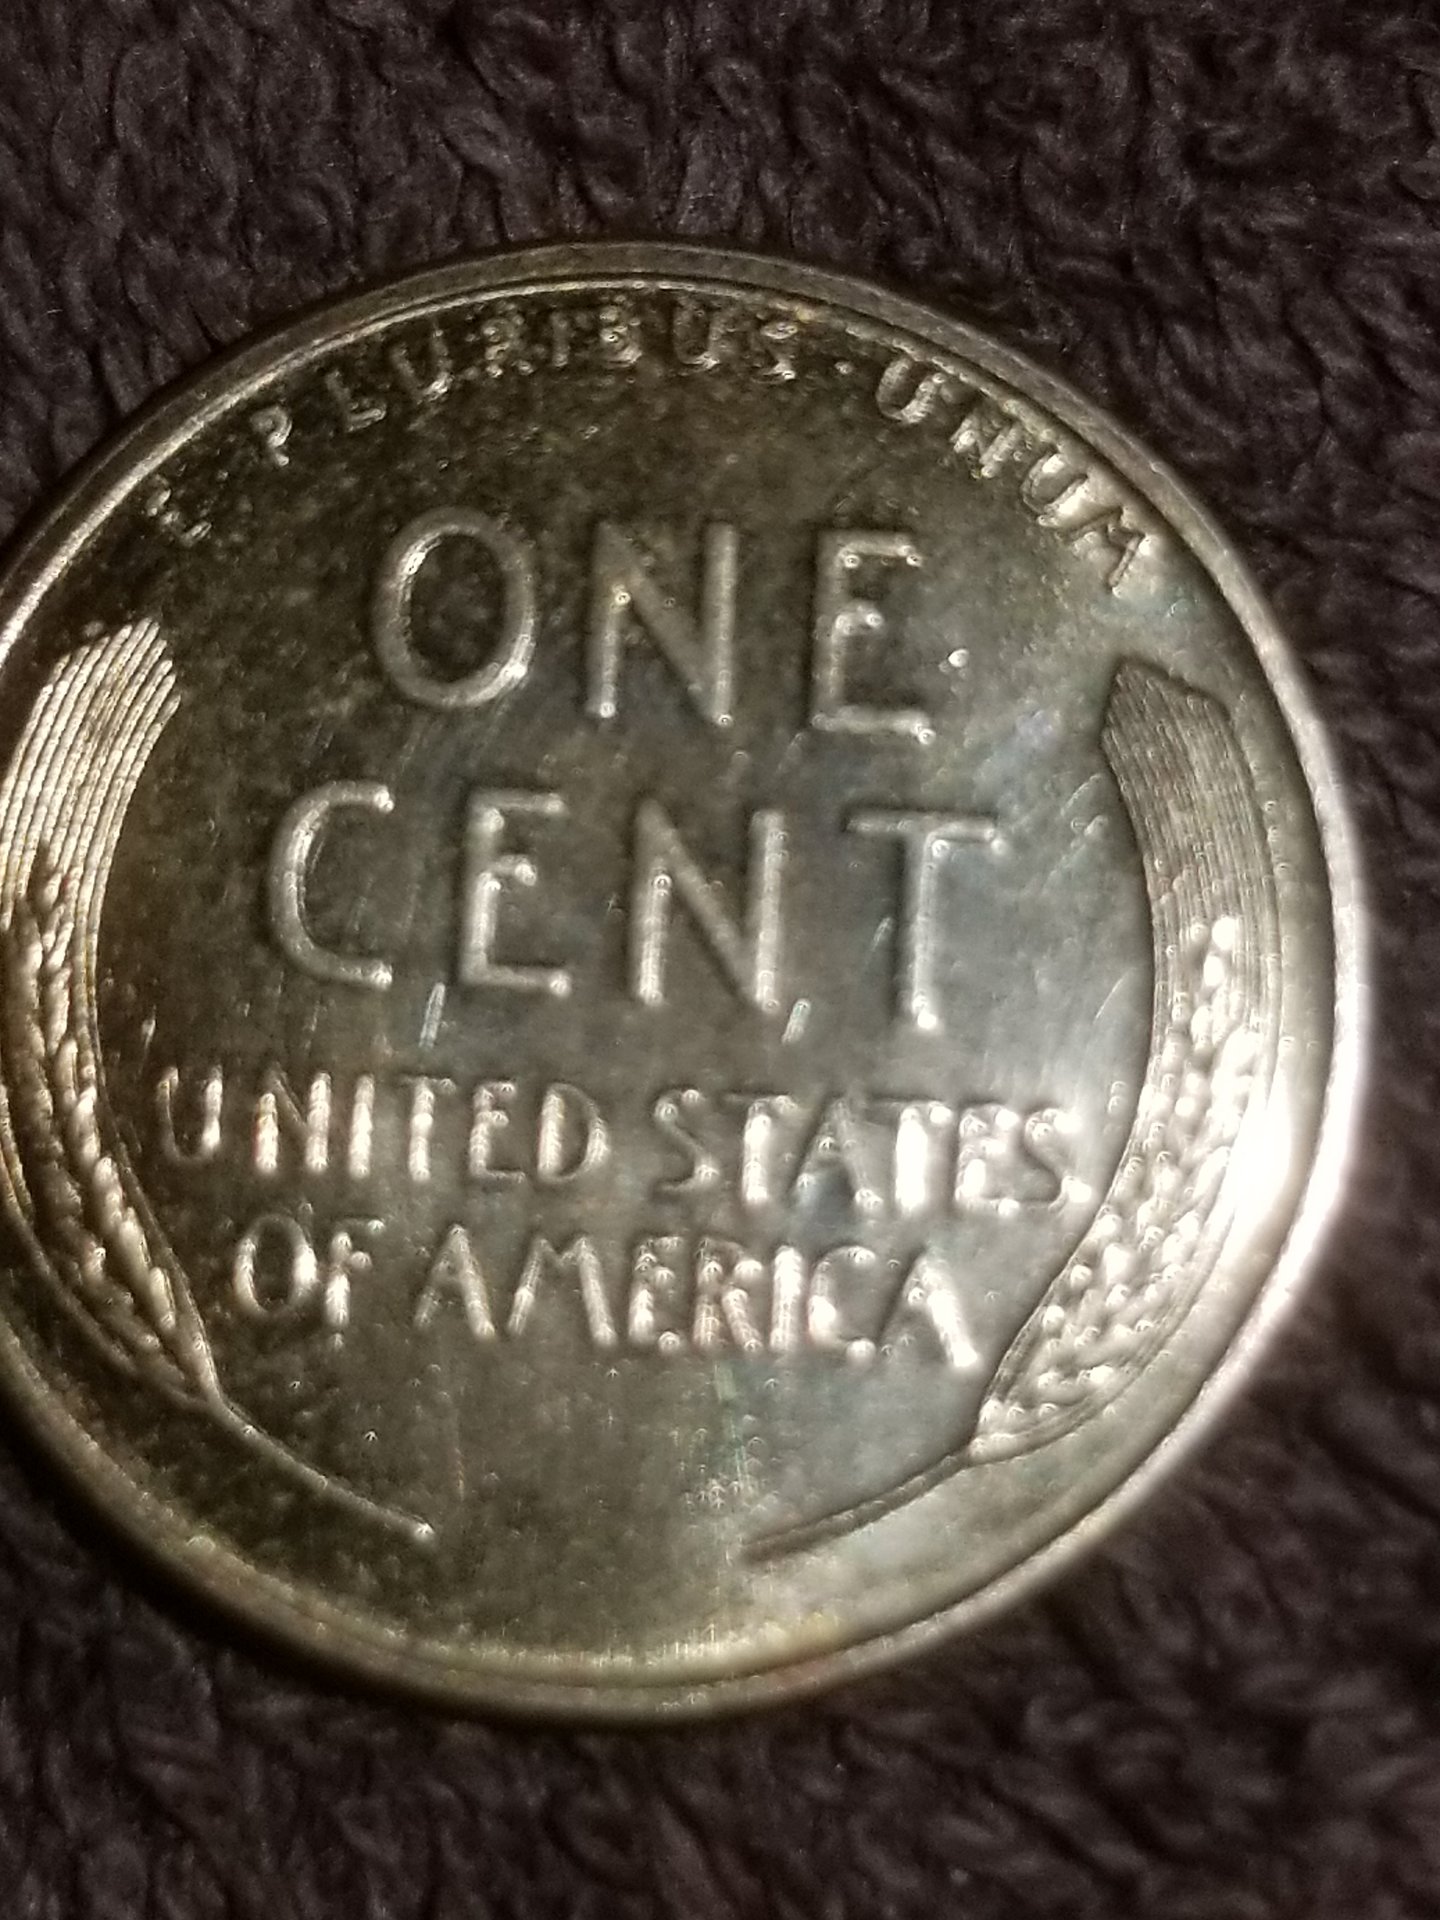 E · PLURIBUS · UNUM
ONE
CENT
UNITED STATES
OF AMERICA